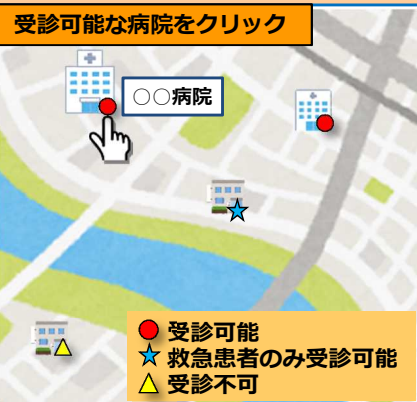 受診可能な病院をクリック
○○病院
受診可能
救急患者のみ受診可能
受診不可